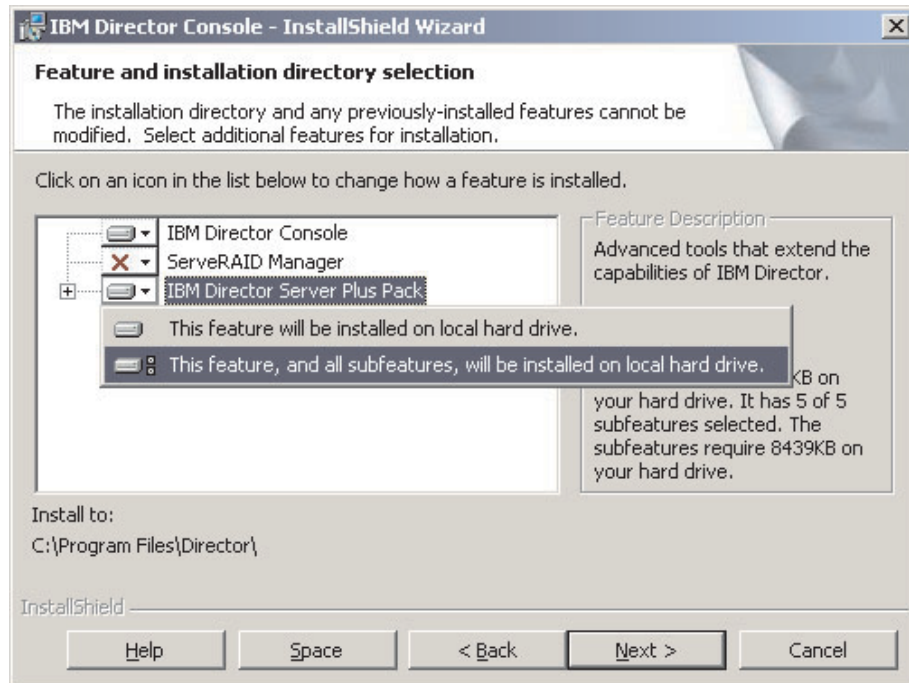 IBM Director Console - InstallShield Wizard
Feature and installation directory selection
The installation directory and any previously-installed features cannot be
modified. Select additional features for installation.
Click on an icon in the list below to change how a feature is installed.
IBM Director Console
ServeRAID Manager
IBM Director Server Plus Pack
This feature will be installed on local hard drive.
This feature, and all subfeatures, will be installed on local hard drive.
Feature Description
Advanced tools that extend the
capabilities of IBM Director.
KB on
your hard drive. It has 5 of 5
subfeatures selected. The
subfeatures require 8439KB on
your hard drive.
Install to:
C:\Program Files\Director\
InstallShield
Help
Space
< Back
Next >
Cancel